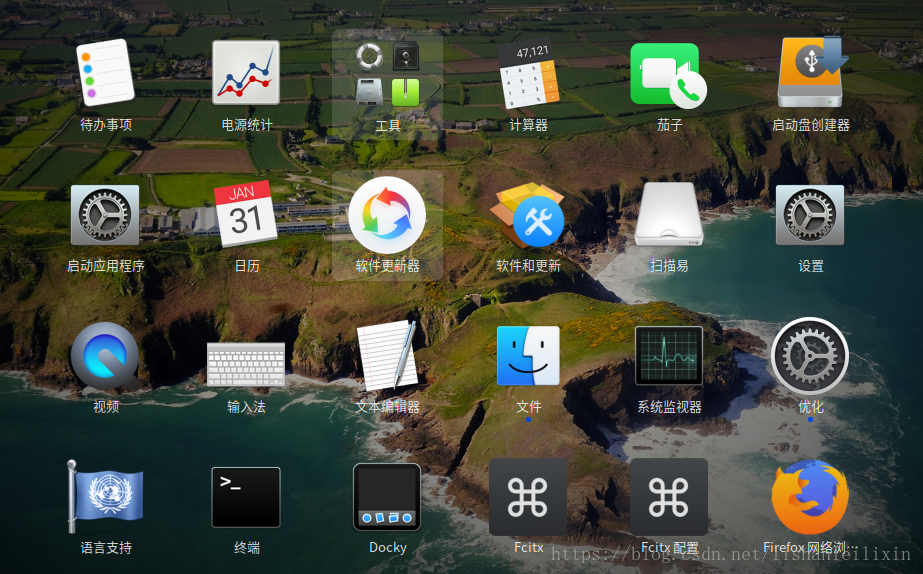 47,121
待办事项
电源统计
工具
计算器
茄子
启动盘创建器
JAN
31
启动应用程序
日历
软件更新器
软件和更新
扫描易
设置
视频
输入法
文本编辑器
文件
系统监视器
优化
>_
语言支持
终端
Docky
Fcitx
Fcitx 配置
Firefox 网络浏…
https://blog.csdn.net/lishanleilixin